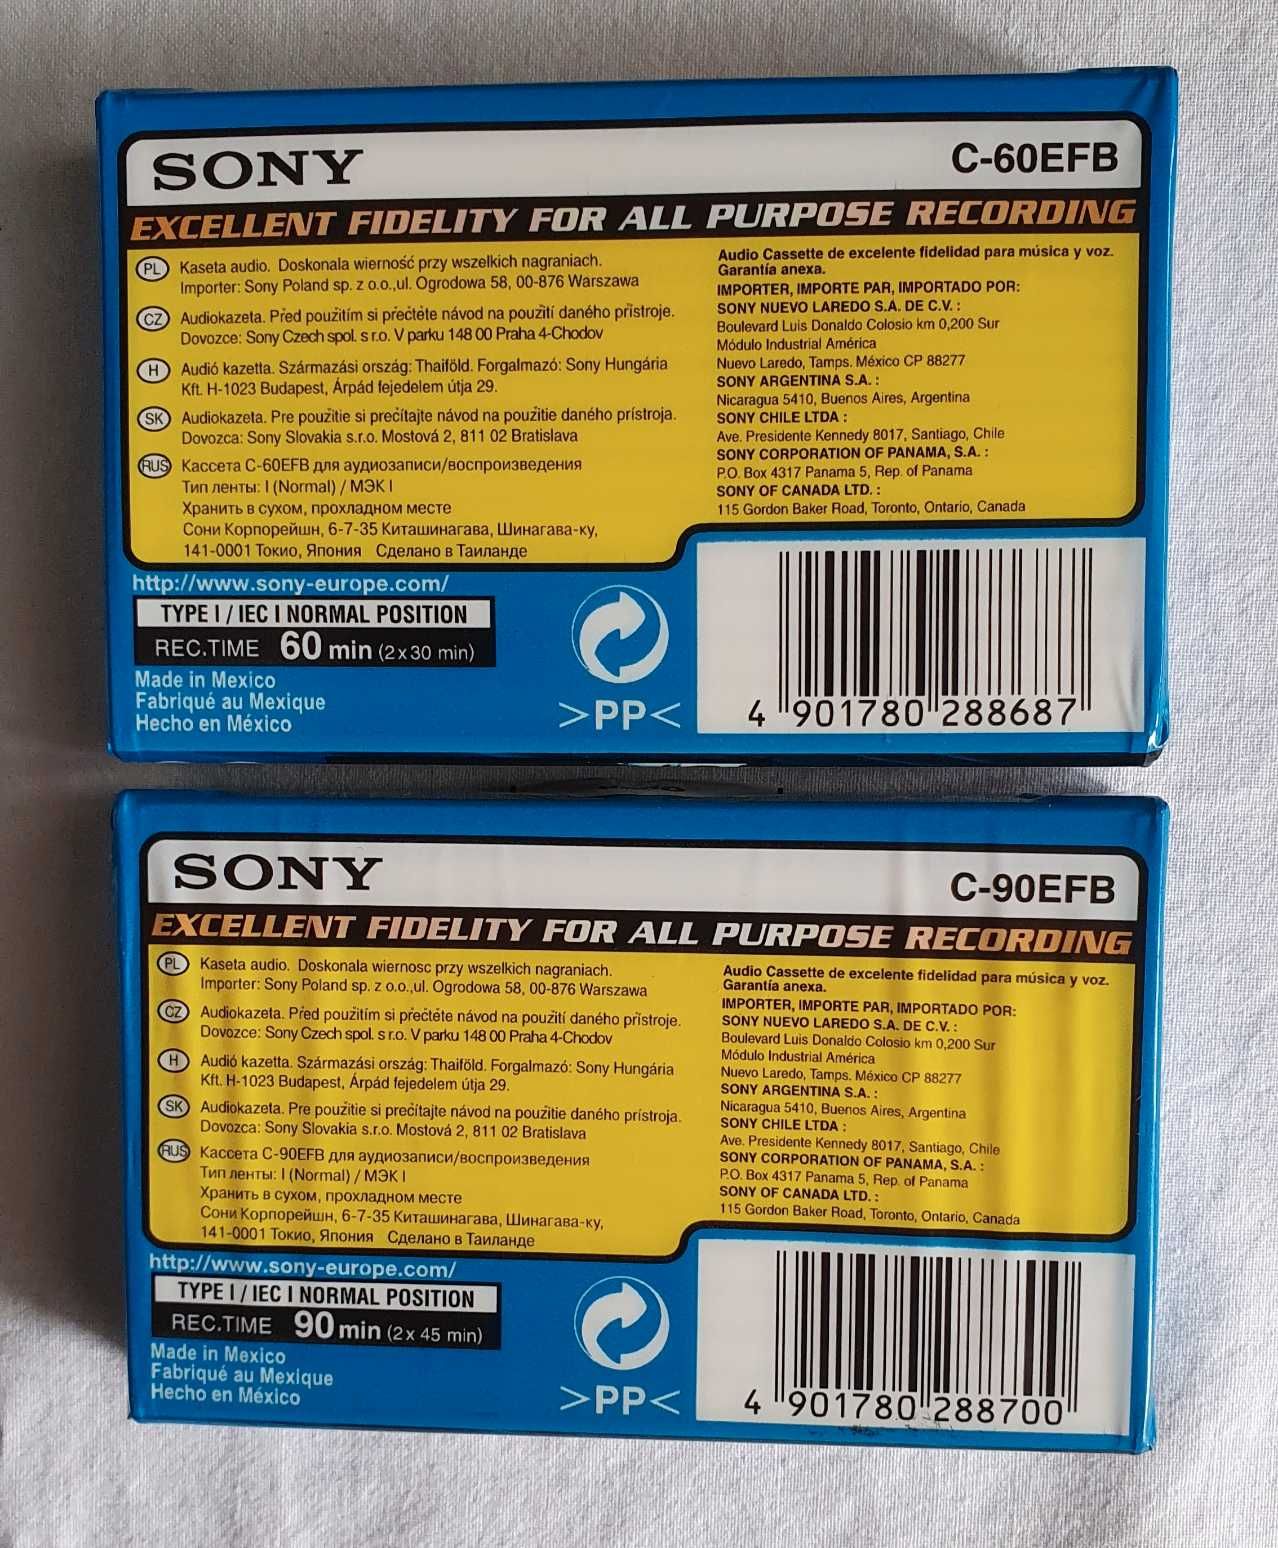 SONY
C-60EFB
EXCELLENT FIDELITY FOR ALL PURPOSE RECORDING
PL Kaseta audio. Doskonala wierność przy wszelkich nagraniach.
Importer: Sony Poland sp. z o.o.,ul. Ogrodowa 58, 00-876 Warszawa
CZ Audiokazeta. Před použitím si přečtěte návod na použití daného přístroje.
Dovozce: Sony Czech spol. s r.o. V parku 148 00 Praha 4-Chodov
H Audió kazetta. Származási ország: Thaiföld. Forgalmazó: Sony Hungária
Kft. H-1023 Budapest, Árpád fejedelem útja 29.
SK Audiokazeta. Pre použitie si prečítajte návod na použitie daného prístroja.
Dovozca: Sony Slovakia s.r.o. Mostová 2, 811 02 Bratislava
RUS Кассета C-60EFB для аудиозаписи/воспроизведения
Тип ленты: I (Normal) / МЭК I
Хранить в сухом, прохладном месте
Сони Корпорейшн, 6-7-35 Киташинагава, Шинагава-ку,
141-0001 Токио, Япония Сделано в Таиланде
Audio Cassette de excelente fidelidad para música y voz.
Garantía anexa.
IMPORTER, IMPORTE PAR, IMPORTADO POR:
SONY NUEVO LAREDO S.A. DE C.V. :
Boulevard Luis Donaldo Colosio km 0,200 Sur
Módulo Industrial América
Nuevo Laredo, Tamps. México CP 88277
SONY ARGENTINA S.A. :
Nicaragua 5410, Buenos Aires, Argentina
SONY CHILE LTDA :
Ave. Presidente Kennedy 8017, Santiago, Chile
SONY CORPORATION OF PANAMA, S.A. :
P.O. Box 4317 Panama 5, Rep. of Panama
SONY OF CANADA LTD. :
115 Gordon Baker Road, Toronto, Ontario, Canada
http://www.sony-europe.com/
TYPE I / IEC I NORMAL POSITION
REC.TIME 60 min (2 x 30 min)
Made in Mexico
Fabriqué au Mexique
Hecho en México
>PP<
4 901780 288687
SONY
C-90EFB
EXCELLENT FIDELITY FOR ALL PURPOSE RECORDING
PL Kaseta audio. Doskonala wiernosc przy wszelkich nagraniach.
Importer: Sony Poland sp. z o.o.,ul. Ogrodowa 58, 00-876 Warszawa
CZ Audiokazeta. Před použitím si přečtěte návod na použití daného přístroje.
Dovozce: Sony Czech spol. s r.o. V parku 148 00 Praha 4-Chodov
H Audió kazetta. Származási ország: Thaiföld. Forgalmazó: Sony Hungária
Kft. H-1023 Budapest, Árpád fejedelem útja 29.
SK Audiokazeta. Pre použitie si prečítajte návod na použitie daného prístroja.
Dovozca: Sony Slovakia s.r.o. Mostová 2, 811 02 Bratislava
RUS Кассета C-90EFB для аудиозаписи/воспроизведения
Тип ленты: I (Normal) / МЭК I
Хранить в сухом, прохладном месте
Сони Корпорейшн, 6-7-35 Киташинагава, Шинагава-ку,
141-0001 Токио, Япония Сделано в Таиланде
Audio Cassette de excelente fidelidad para música y voz.
Garantía anexa.
IMPORTER, IMPORTE PAR, IMPORTADO POR:
SONY NUEVO LAREDO S.A. DE C.V. :
Boulevard Luis Donaldo Colosio km 0,200 Sur
Módulo Industrial América
Nuevo Laredo, Tamps. México CP 88277
SONY ARGENTINA S.A. :
Nicaragua 5410, Buenos Aires, Argentina
SONY CHILE LTDA :
Ave. Presidente Kennedy 8017, Santiago, Chile
SONY CORPORATION OF PANAMA, S.A. :
P.O. Box 4317 Panama 5, Rep. of Panama
SONY OF CANADA LTD. :
115 Gordon Baker Road, Toronto, Ontario, Canada
http://www.sony-europe.com/
TYPE I / IEC I NORMAL POSITION
REC.TIME 90 min (2 x 45 min)
Made in Mexico
Fabriqué au Mexique
Hecho en México
>PP<
4 901780 288700